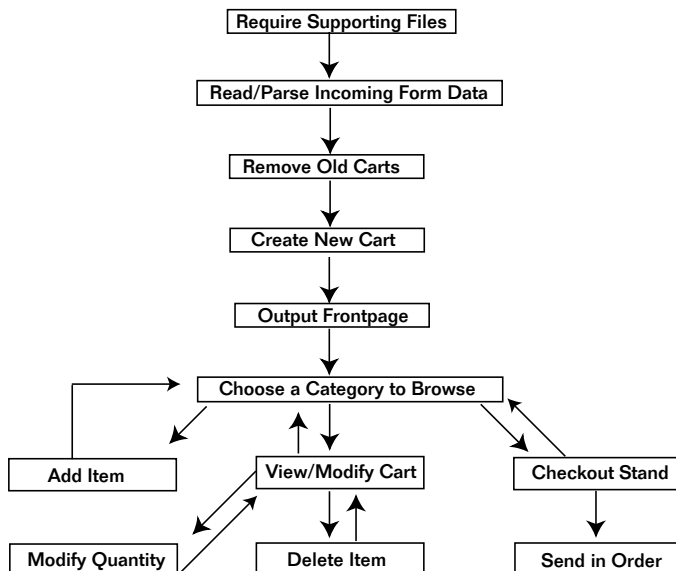 Require Supporting Files
Read/Parse Incoming Form Data
Remove Old Carts
Create New Cart
Output Frontpage
Choose a Category to Browse
Add Item
View/Modify Cart
Checkout Stand
Modify Quantity
Delete Item
Send in Order